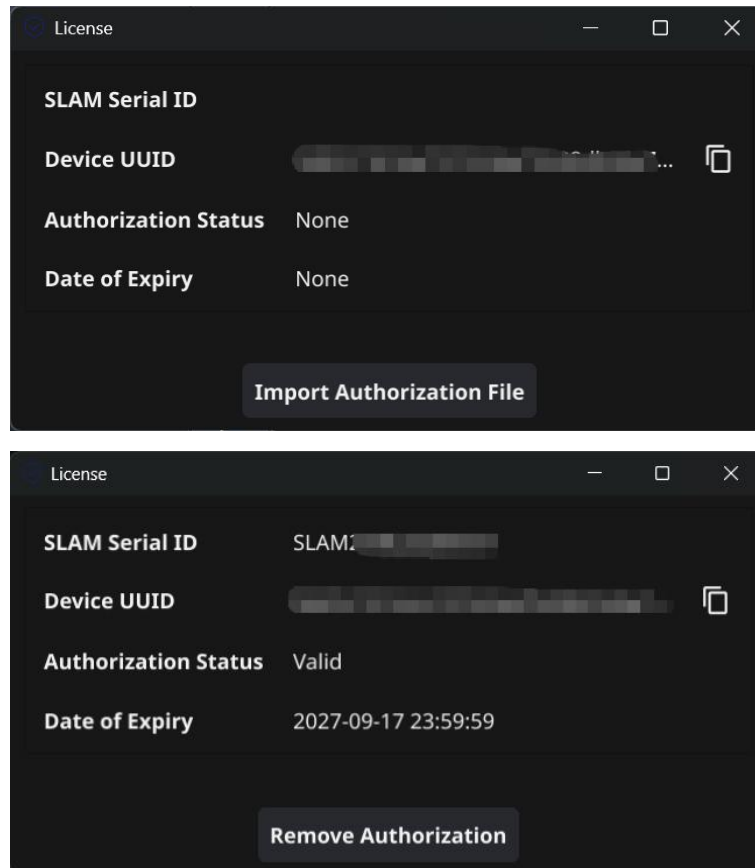 License
SLAM Serial ID
Device UUID ...
Authorization Status None
Date of Expiry None
Import Authorization File
License
SLAM Serial ID SLAM2
Device UUID
Authorization Status Valid
Date of Expiry 2027-09-17 23:59:59
Remove Authorization